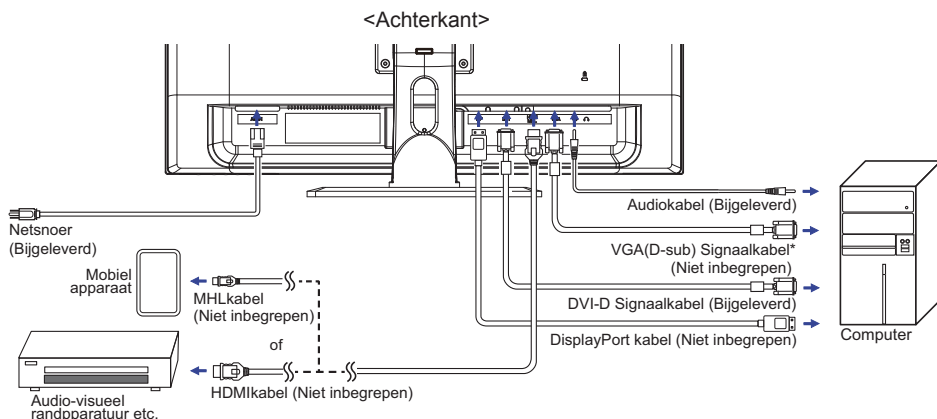 <Achterkant>
Audiokabel (Bijgeleverd)
Netsnoer
(Bijgeleverd)
VGA(D-sub) Signaalkabel*
(Niet inbegrepen)
Mobiel
apparaat
MHLkabel
(Niet inbegrepen)
DVI-D Signaalkabel (Bijgeleverd)
of
DisplayPort kabel (Niet inbegrepen)
Computer
HDMIkabel (Niet inbegrepen)
Audio-visueel
randpparatuur etc.